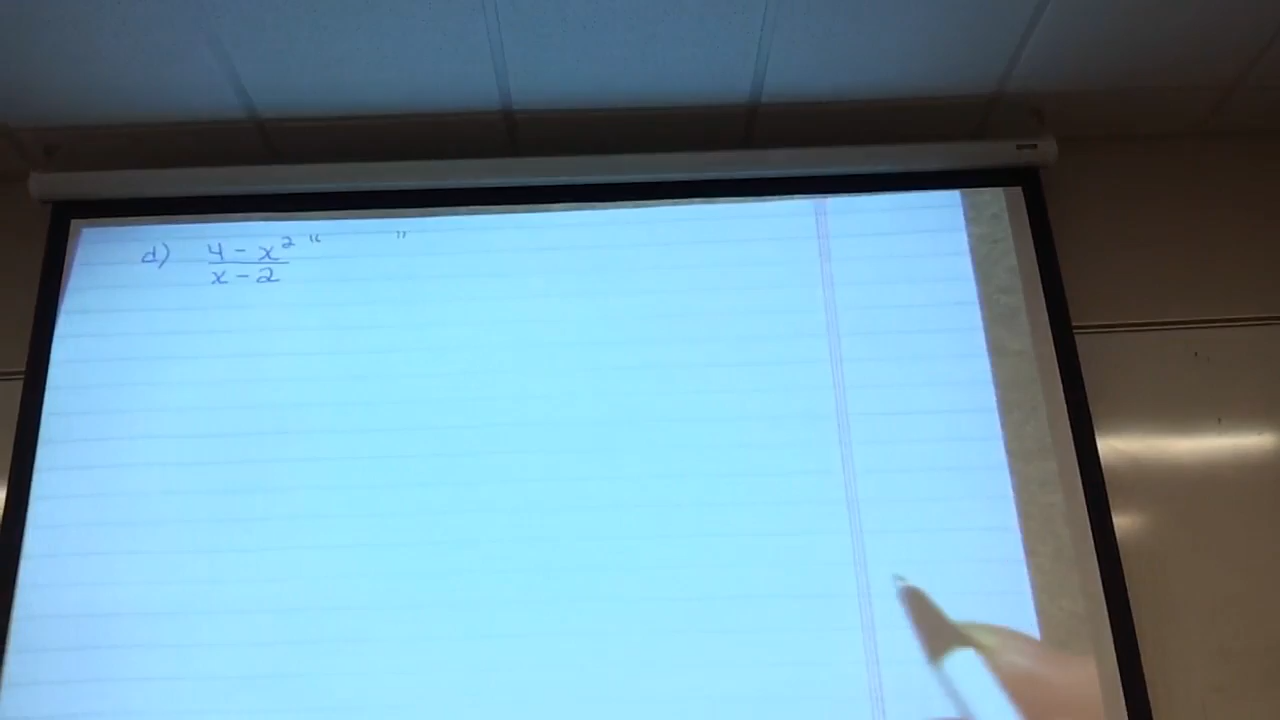 d) 4 - x² “ ”
x - 2